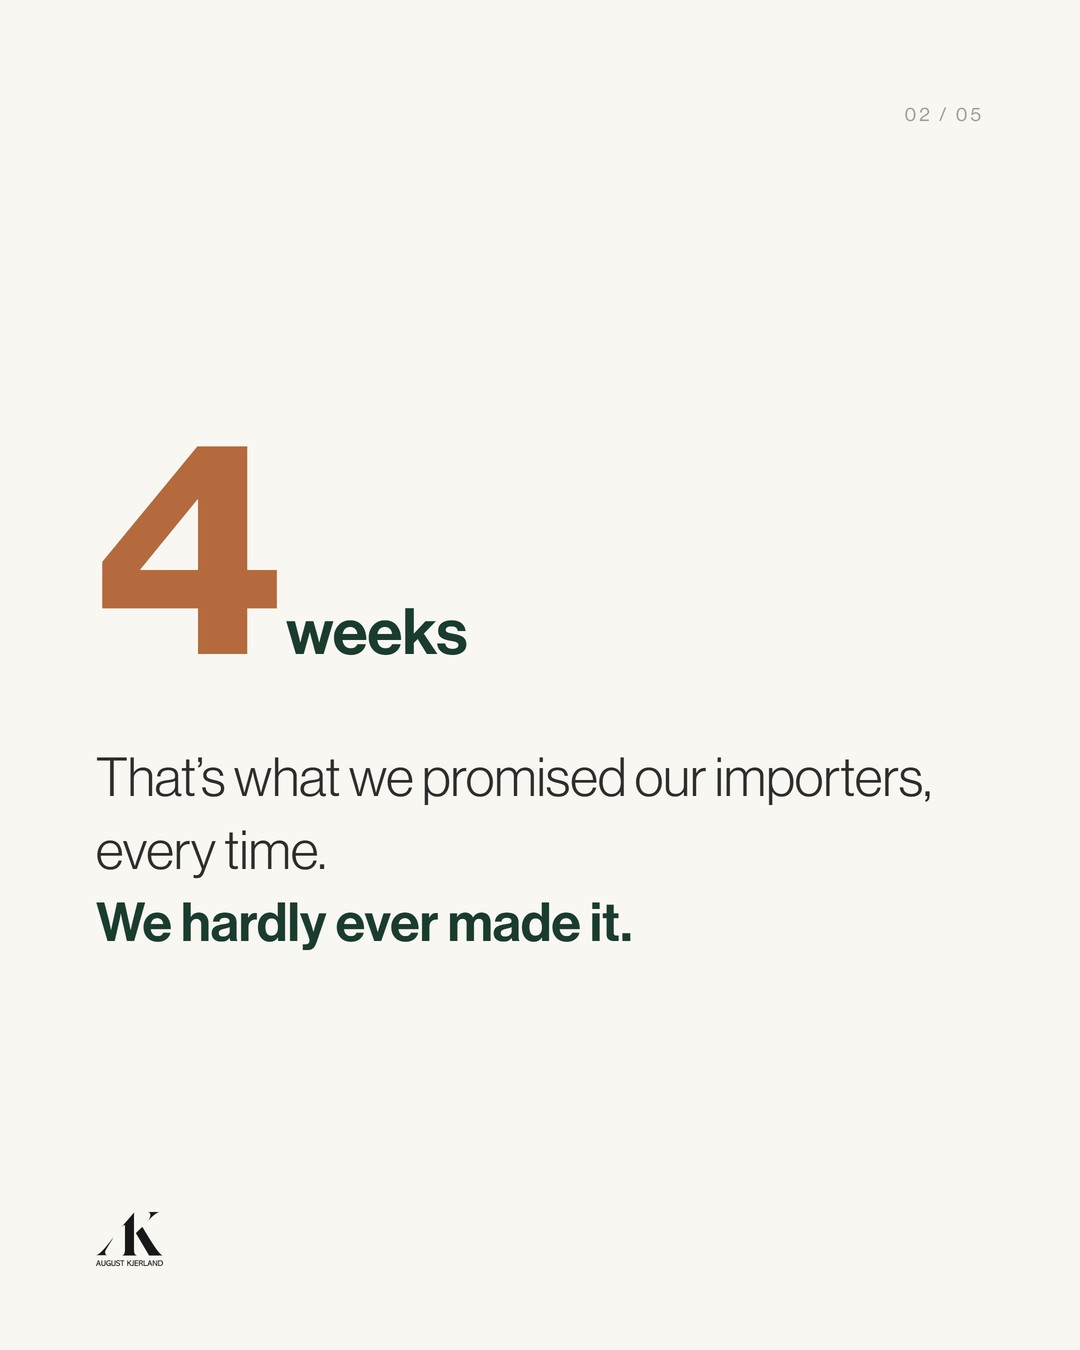 02 / 05
4 weeks
That’s what we promised our importers,
every time.
We hardly ever made it.
AK
AUGUST KJERLAND